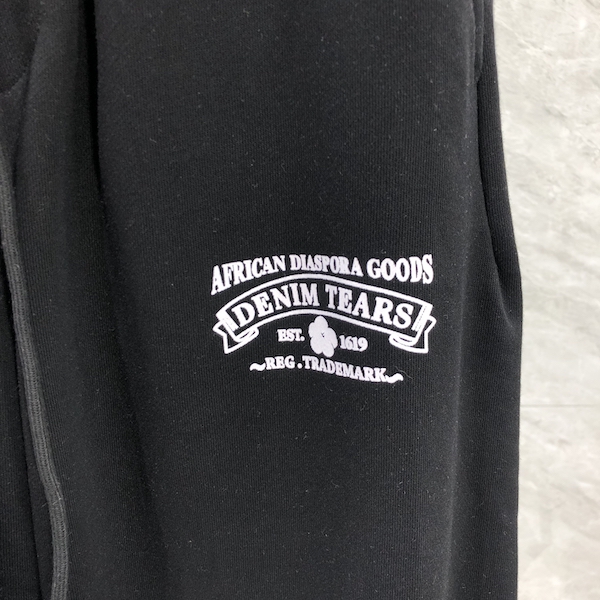 AFRICAN DIASPORA GOODS
DENIM TEARS
EST. 1619
~REG.TRADEMARK~